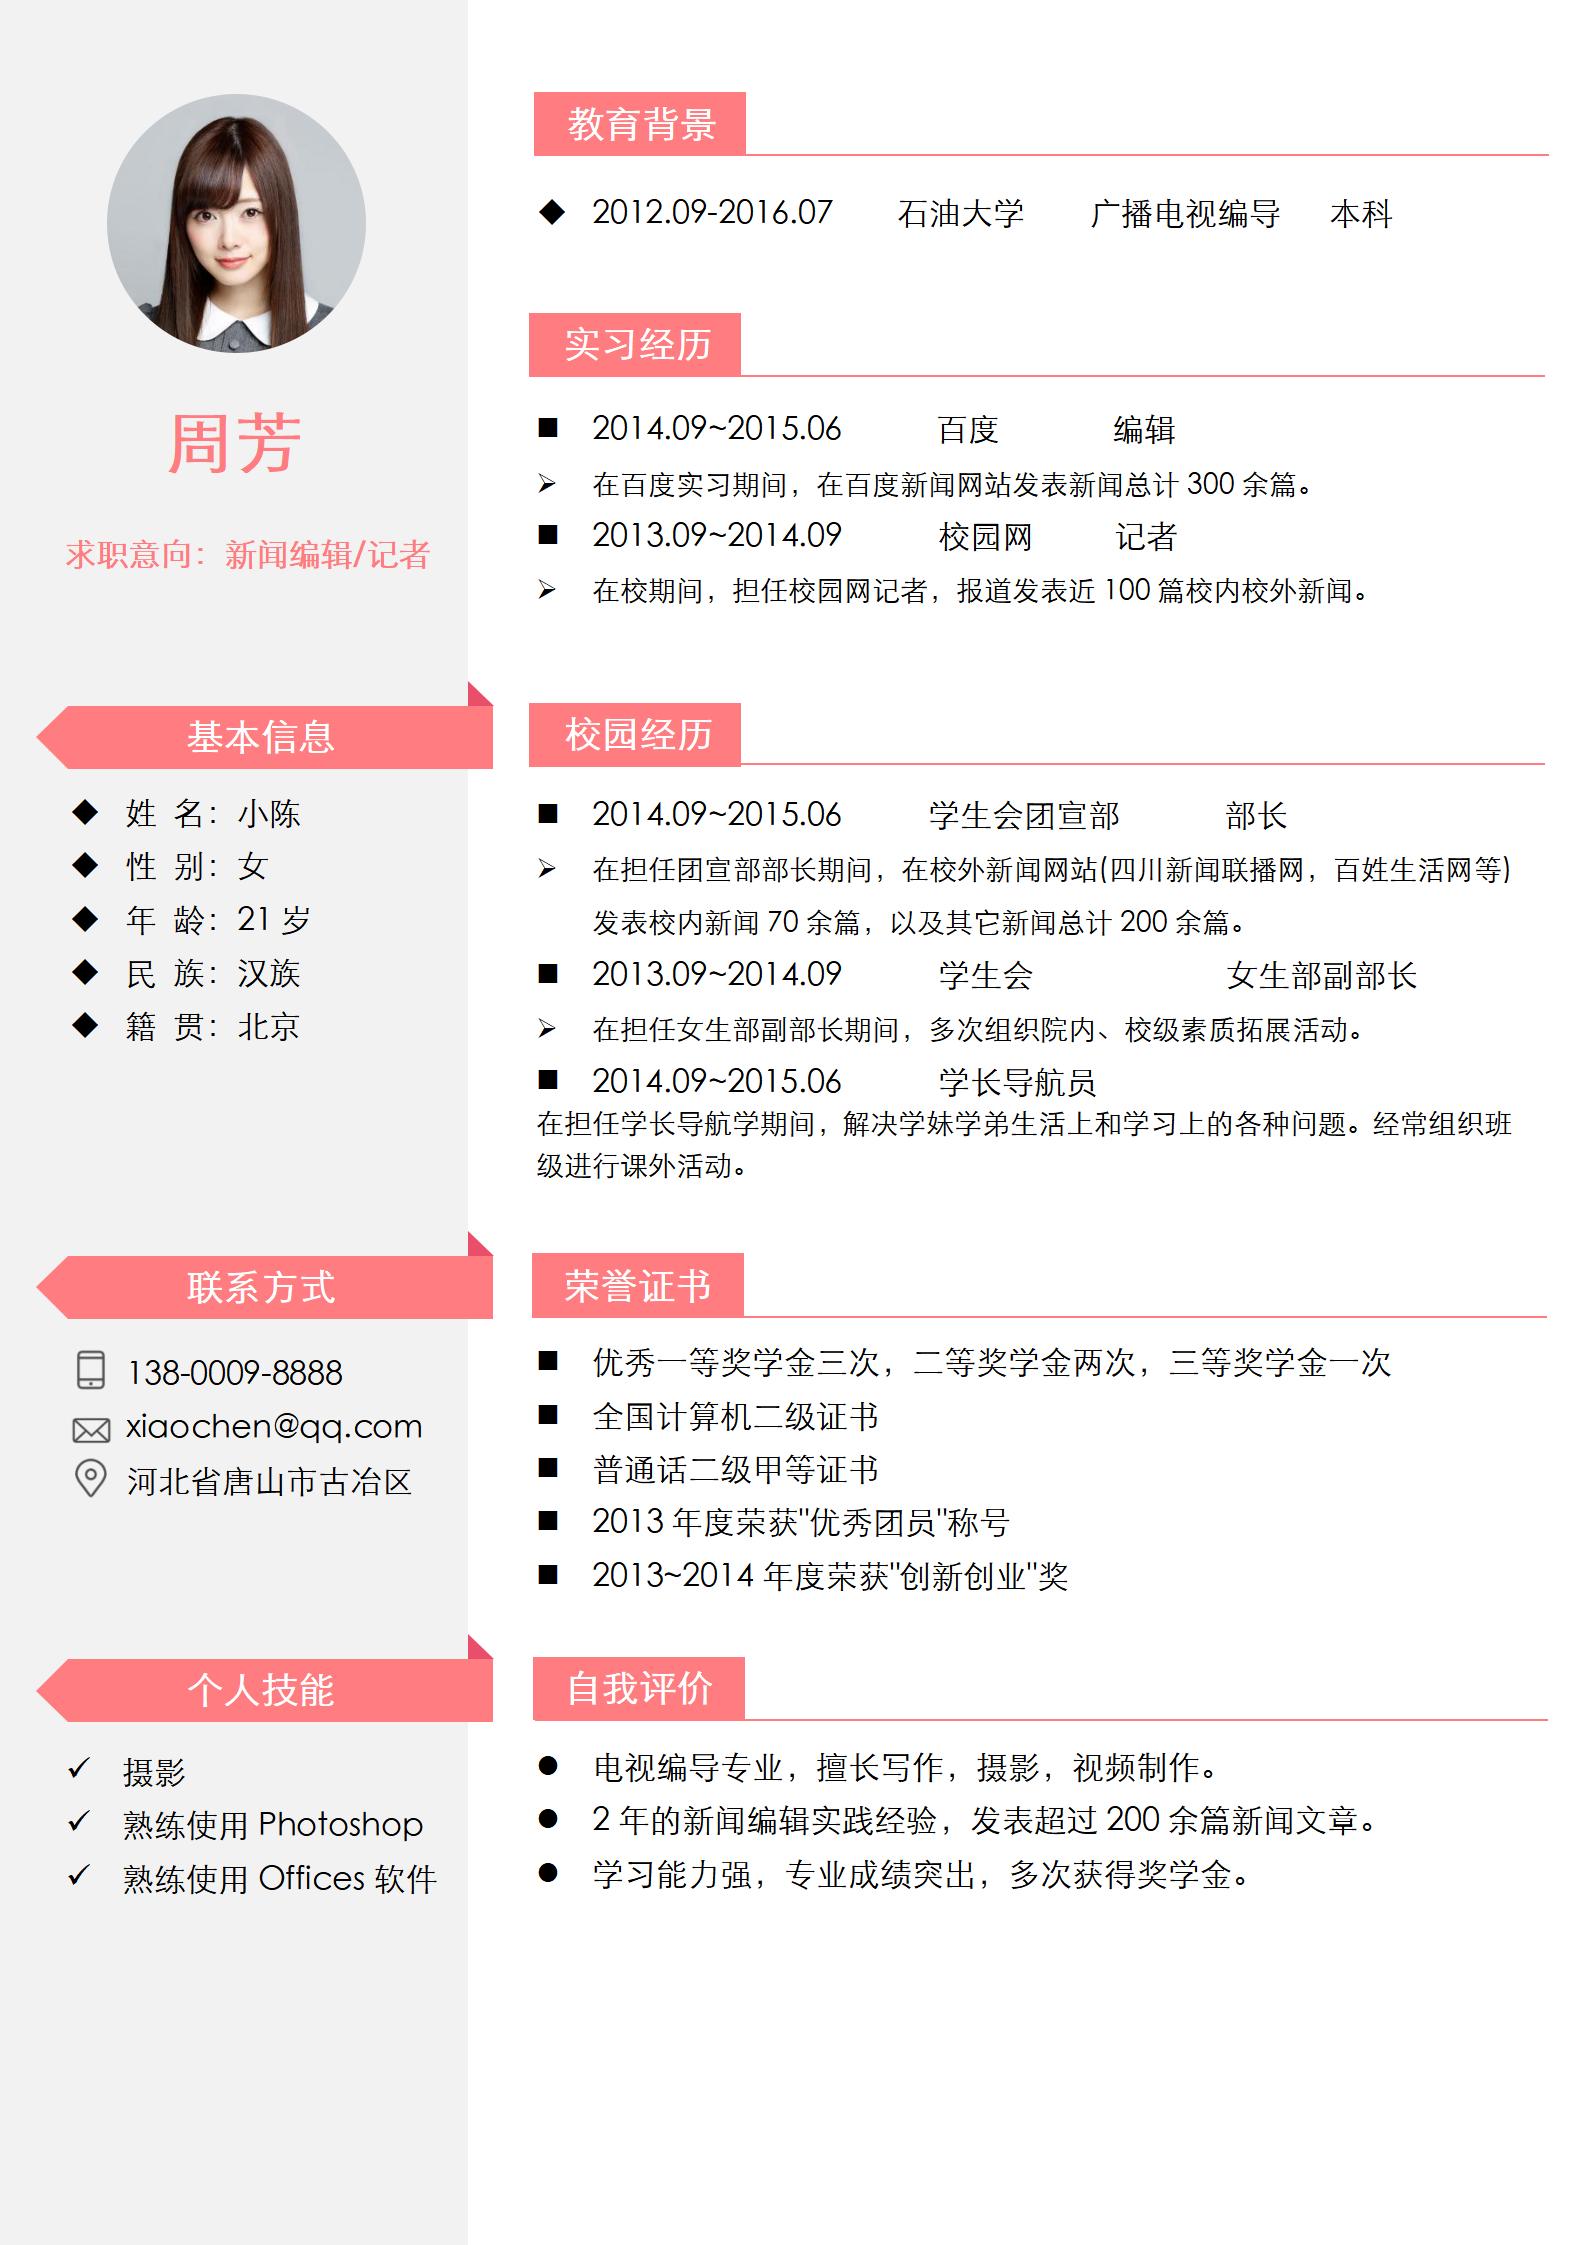 周芳
求职意向：新闻编辑/记者
基本信息
姓 名：小陈
性 别：女
年 龄：21 岁
民 族：汉族
籍 贯：北京
联系方式
138-0009-8888
xiaochen@qq.com
河北省唐山市古冶区
个人技能
摄影
熟练使用 Photoshop
熟练使用 Offices 软件
教育背景
2012.09-2016.07 石油大学 广播电视编导 本科
实习经历
2014.09~2015.06 百度 编辑
在百度实习期间，在百度新闻网站发表新闻总计 300 余篇。
2013.09~2014.09 校园网 记者
在校期间，担任校园网记者，报道发表近 100 篇校内校外新闻。
校园经历
2014.09~2015.06 学生会团宣部 部长
在担任团宣部部长期间，在校外新闻网站(四川新闻联播网，百姓生活网等)
发表校内新闻 70 余篇，以及其它新闻总计 200 余篇。
2013.09~2014.09 学生会 女生部副部长
在担任女生部副部长期间，多次组织院内、校级素质拓展活动。
2014.09~2015.06 学长导航员
在担任学长导航学期间，解决学妹学弟生活上和学习上的各种问题。经常组织班
级进行课外活动。
荣誉证书
优秀一等奖学金三次，二等奖学金两次，三等奖学金一次
全国计算机二级证书
普通话二级甲等证书
2013 年度荣获"优秀团员"称号
2013~2014 年度荣获"创新创业"奖
自我评价
电视编导专业，擅长写作，摄影，视频制作。
2 年的新闻编辑实践经验，发表超过 200 余篇新闻文章。
学习能力强，专业成绩突出，多次获得奖学金。